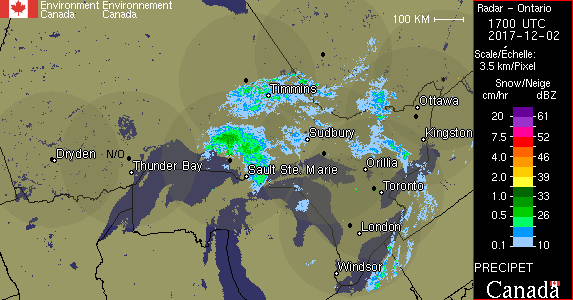 Environment Environnement
Canada Canada
100 KM
Radar - Ontario
1700 UTC
2017-12-02
Scale/Échelle:
3.5 km/Pixel
Snow/Neige
cm/hr dBZ
20 61
7.5 52
4.0 46
2.0 39
1.0 33
0.5 26
0.1 10
PRECIPET
Canada
Timmins
Ottawa
Sudbury
Kingston
Dryden
N/O
Thunder Bay
Sault Ste. Marie
Orillia
Toronto
London
Windsor